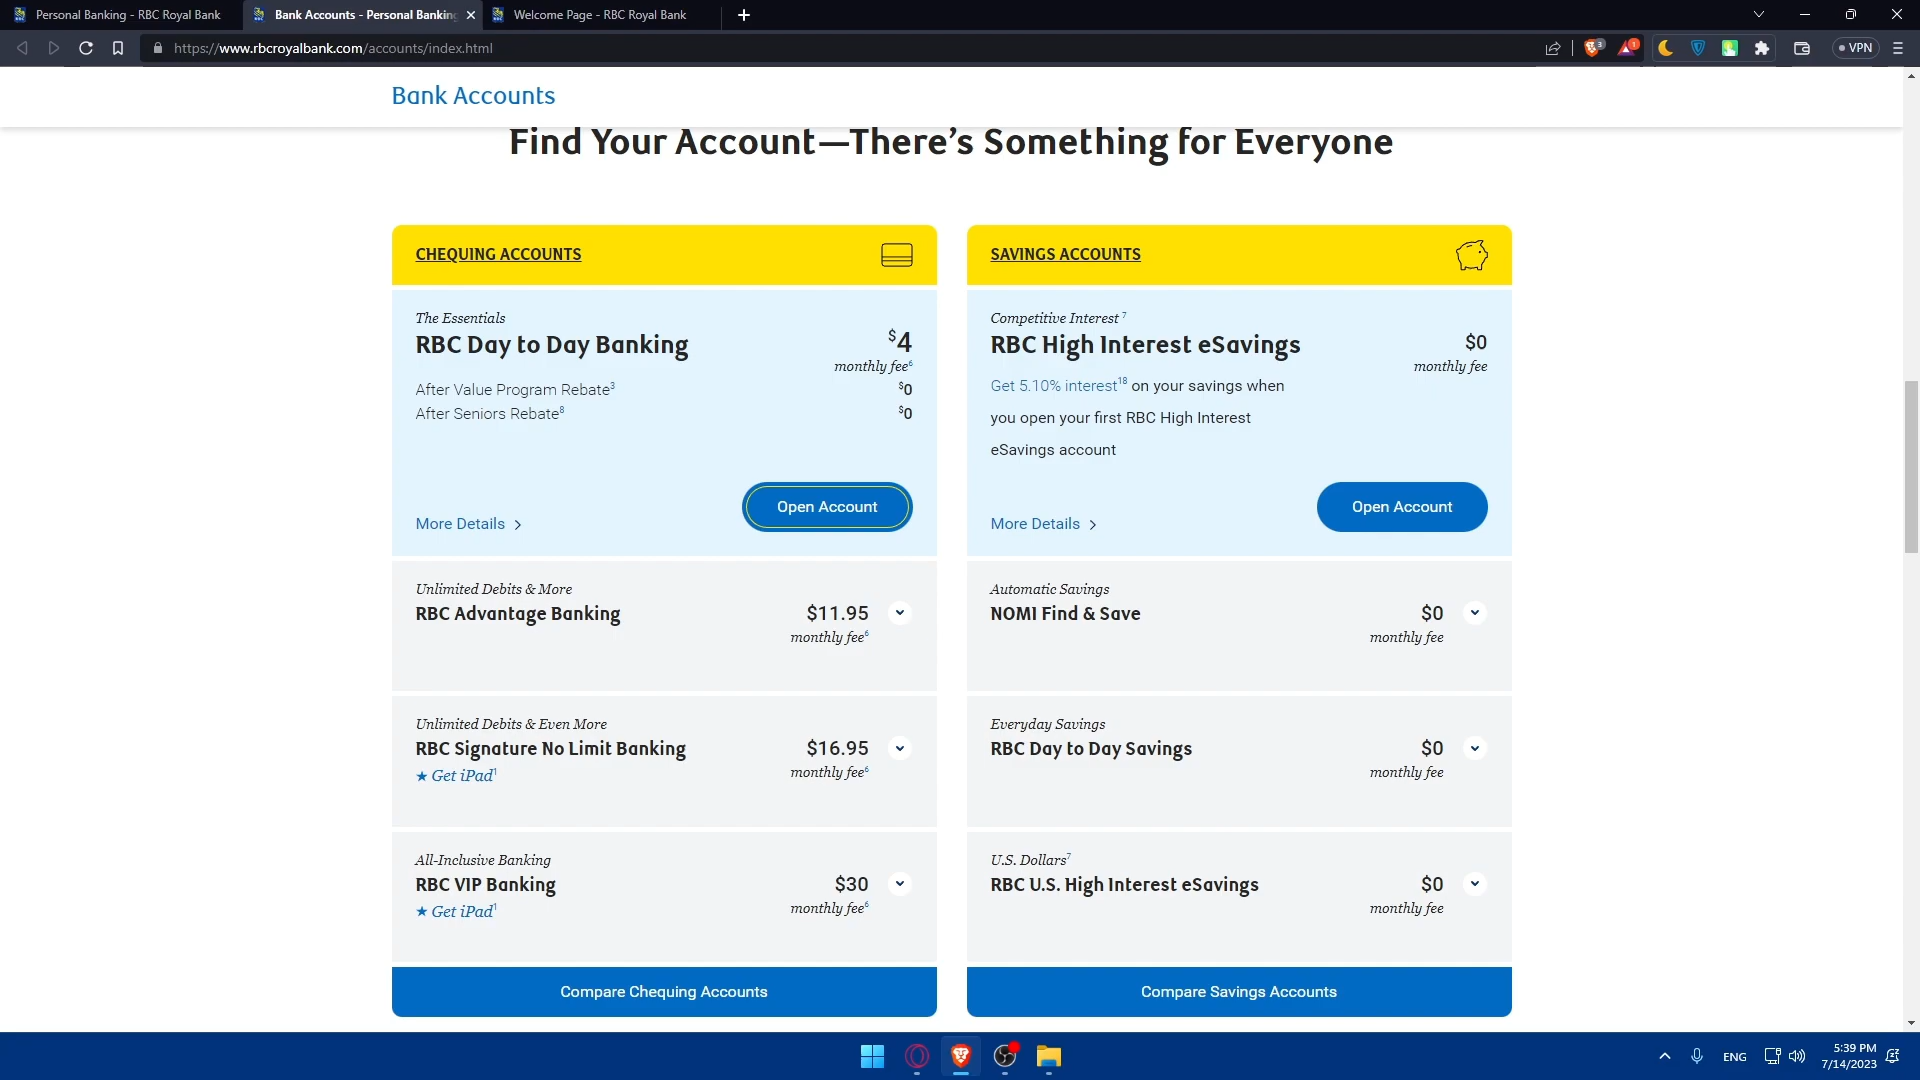 Personal Banking - RBC Royal Bank
Bank Accounts - Personal Banking
Welcome Page - RBC Royal Bank
https://www.rbcroyalbank.com/accounts/index.html
3
1
VPN
Bank Accounts
Find Your Account—There's Something for Everyone
CHEQUING ACCOUNTS
The Essentials
RBC Day to Day Banking
$4
monthly fee6
After Value Program Rebate3
$0
After Seniors Rebate8
$0
More Details
Open Account
Unlimited Debits & More
RBC Advantage Banking
$11.95
monthly fee6
Unlimited Debits & Even More
RBC Signature No Limit Banking
$16.95
★ Get iPad1
monthly fee6
All-Inclusive Banking
RBC VIP Banking
$30
★ Get iPad1
monthly fee6
Compare Chequing Accounts
SAVINGS ACCOUNTS
Competitive Interest 7
RBC High Interest eSavings
$0
monthly fee
Get 5.10% interest18 on your savings when
you open your first RBC High Interest
eSavings account
More Details
Open Account
Automatic Savings
NOMI Find & Save
$0
monthly fee
Everyday Savings
RBC Day to Day Savings
$0
monthly fee
U.S. Dollars7
RBC U.S. High Interest eSavings
$0
monthly fee
Compare Savings Accounts
ENG
5:39 PM
7/14/2023